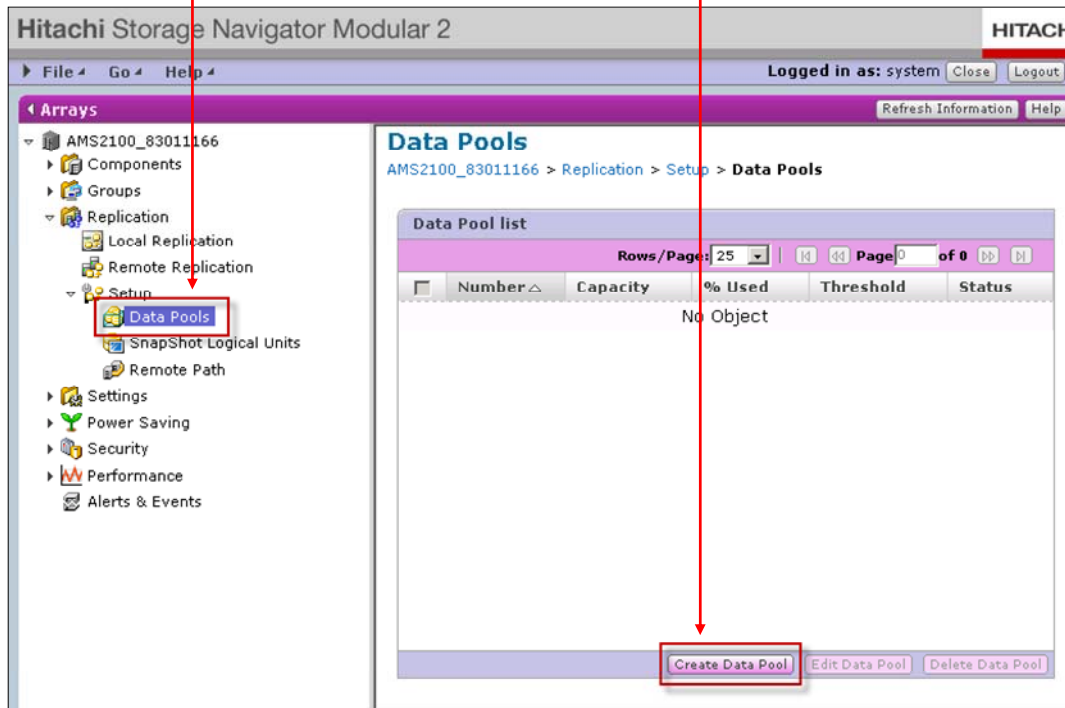 Hitachi Storage Navigator Modular 2
HITACH
File Go Help
Logged in as: system Close Logout
Arrays
Refresh Information Help
AMS2100_83011166
Components
Groups
Replication
Local Replication
Remote Replication
Setup
Data Pools
SnapShot Logical Units
Remote Path
Settings
Power Saving
Security
Performance
Alerts & Events
Data Pools
AMS2100_83011166 > Replication > Setup > Data Pools
Data Pool list
Rows/Page: 25 | Page 0 of 0
Number Capacity % Used Threshold Status
No Object
Create Data Pool Edit Data Pool Delete Data Pool